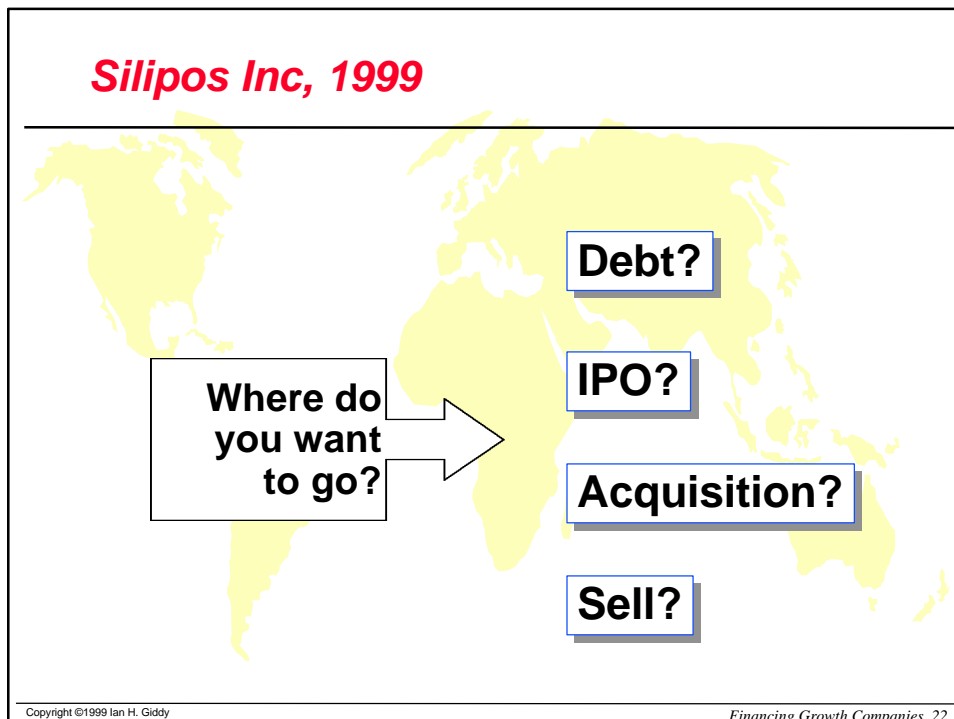 Silipos Inc, 1999
Where do
you want
to go?
Debt?
IPO?
Acquisition?
Sell?
Copyright ©1999 Ian H. Giddy
Financing Growth Companies 22